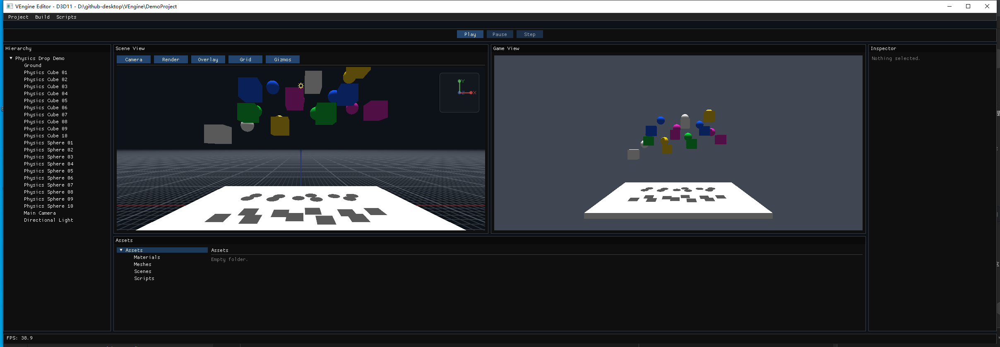 VEngine Editor - D3D11 - D:\github-desktop\VEngine\DemoProject
Project Build Scripts
Play Pause Step
Hierarchy
Physics Drop Demo
Ground
Physics Cube 01
Physics Cube 02
Physics Cube 03
Physics Cube 04
Physics Cube 05
Physics Cube 06
Physics Cube 07
Physics Cube 08
Physics Cube 09
Physics Cube 10
Physics Sphere 01
Physics Sphere 02
Physics Sphere 03
Physics Sphere 04
Physics Sphere 05
Physics Sphere 06
Physics Sphere 07
Physics Sphere 08
Physics Sphere 09
Physics Sphere 10
Main Camera
Directional Light
Scene View
Camera Render Overlay Grid Gizmos
Y
Z X
Game View
Inspector
Nothing selected.
Assets
Assets
Materials
Meshes
Scenes
Scripts
Assets
Empty folder.
FPS: 38.9